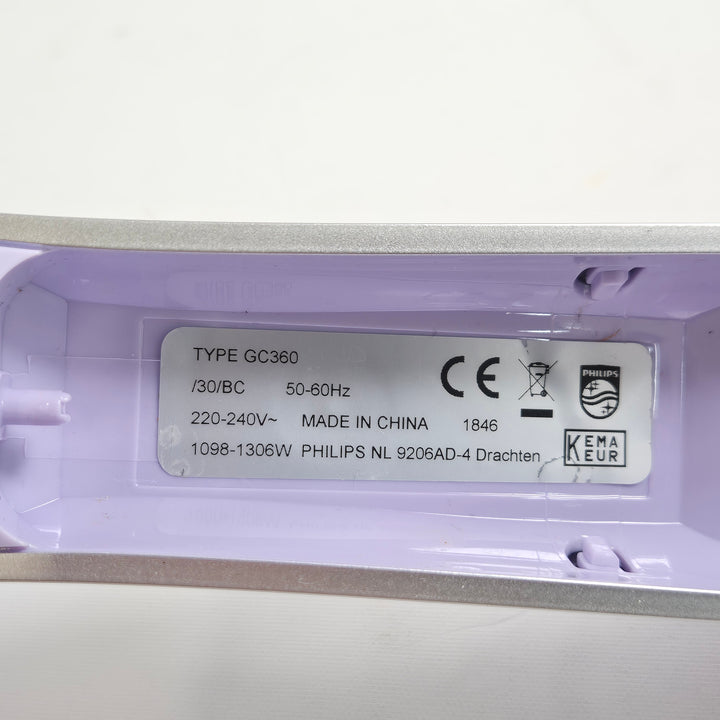 TYPE GC360
/30/BC 50-60Hz
220-240V~ MADE IN CHINA 1846
1098-1306W PHILIPS NL 9206AD-4 Drachten
CE
PHILIPS
KEMA
KEUR